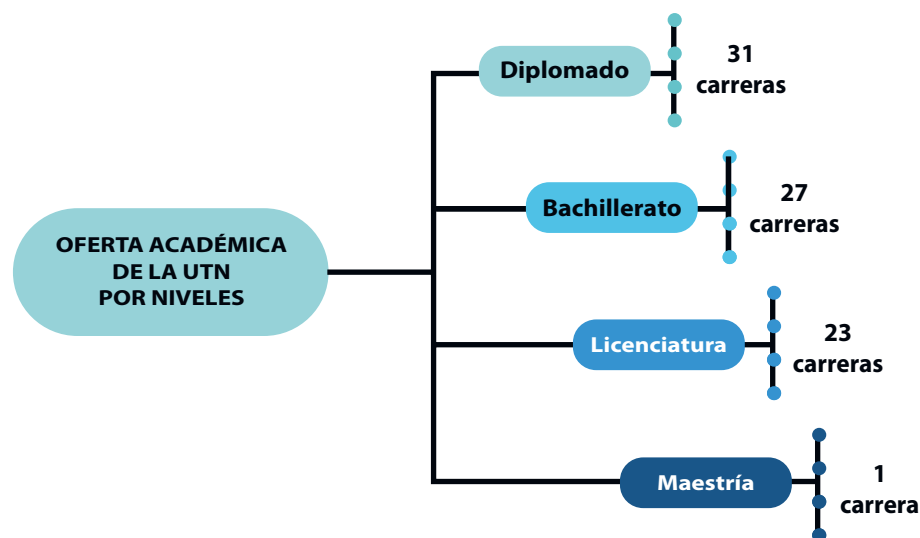 OFERTA ACADÉMICA
DE LA UTN
POR NIVELES
Diplomado
31
carreras
Bachillerato
27
carreras
Licenciatura
23
carreras
Maestría
1
carrera